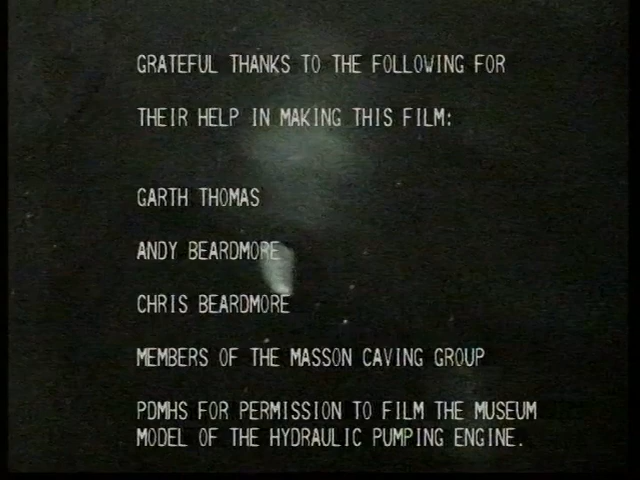 GRATEFUL THANKS TO THE FOLLOWING FOR
THEIR HELP IN MAKING THIS FILM:
GARTH THOMAS
ANDY BEARDMORE
CHRIS BEARDMORE
MEMBERS OF THE MASSON CAVING GROUP
PDMHS FOR PERMISSION TO FILM THE MUSEUM
MODEL OF THE HYDRAULIC PUMPING ENGINE.